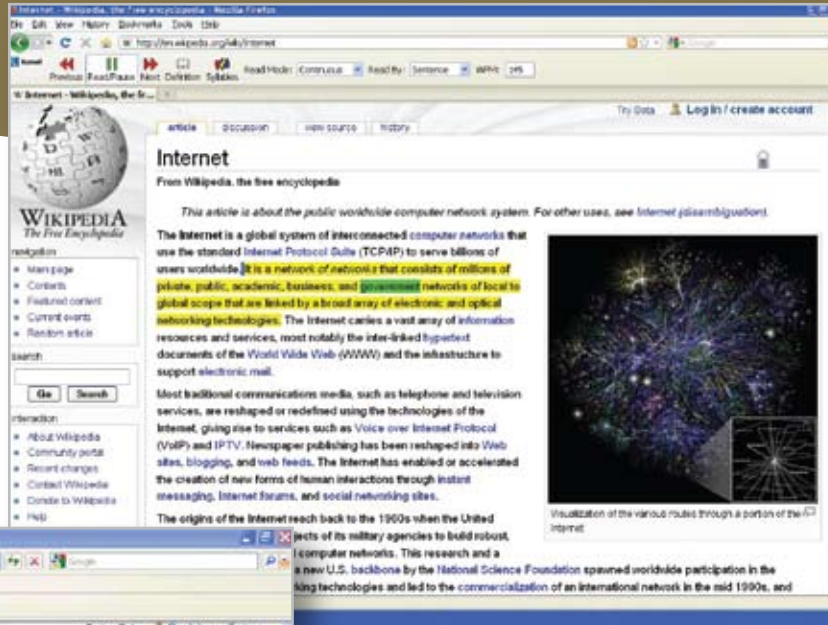 Internet - Wikipedia, the free encyclopedia - Mozilla Firefox
File Edit View History Bookmarks Tools Help
http://en.wikipedia.org/wiki/Internet
Google
Previous Read/Pause Next Definition Syllables Read Mode: Continuous Read By: Sentence WPM:
W Internet - Wikipedia, the fr...
Try Beta Log in / create account
article discussion view source history
WIKIPEDIA
The Free Encyclopedia
navigation
Main page
Contents
Featured content
Current events
Random article
search
Go Search
interaction
About Wikipedia
Community portal
Recent changes
Contact Wikipedia
Donate to Wikipedia
Help
Internet
From Wikipedia, the free encyclopedia
This article is about the public worldwide computer network system. For other uses, see Internet (disambiguation).
The Internet is a global system of interconnected computer networks that
use the standard Internet Protocol Suite (TCP/IP) to serve billions of
users worldwide. It is a network of networks that consists of millions of
private, public, academic, business, and government networks of local to
global scope that are linked by a broad array of electronic and optical
networking technologies. The Internet carries a vast array of information
resources and services, most notably the inter-linked hypertext
documents of the World Wide Web (WWW) and the infrastructure to
support electronic mail.
Most traditional communications media, such as telephone and television
services, are reshaped or redefined using the technologies of the
Internet, giving rise to services such as Voice over Internet Protocol
(VoIP) and IPTV. Newspaper publishing has been reshaped into Web
sites, blogging, and web feeds. The Internet has enabled or accelerated
the creation of new forms of human interactions through instant
messaging, Internet forums, and social networking sites.
The origins of the Internet reach back to the 1960s when the United
jects of its military agencies to build robust,
computer networks. This research and a
a new U.S. backbone by the National Science Foundation spawned worldwide participation in the
king technologies and led to the commercialization of an international network in the mid 1990s, and
Visualization of the various routes through a portion of the
Internet
Google